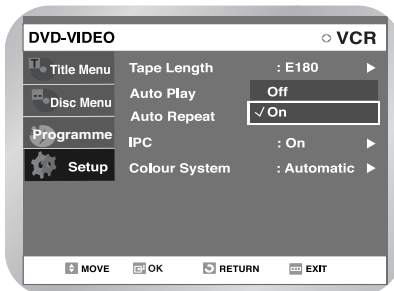 DVD-VIDEO VCR
Title Menu Tape Length : E180
Disc Menu Auto Play Off
Auto Repeat ✓On
Programme IPC : On
Setup Colour System : Automatic
MOVE OK RETURN EXIT